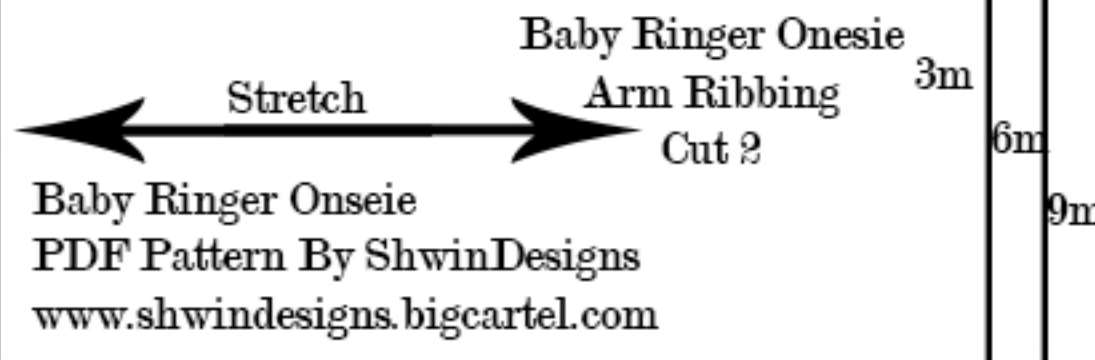 Baby Ringer Onesie
Arm Ribbing
Cut 2
Stretch
3m
6m
9m
Baby Ringer Onseie
PDF Pattern By ShwinDesigns
www.shwindesigns.bigcartel.com